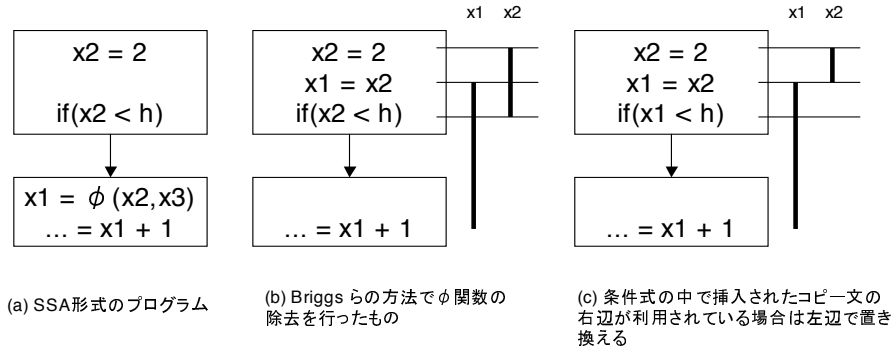 x2 = 2
if(x2 < h)
x1 = φ(x2,x3)
... = x1 + 1
(a) SSA形式のプログラム
x1 x2
x2 = 2
x1 = x2
if(x2 < h)
... = x1 + 1
(b) Briggs らの方法でφ関数の
除去を行ったもの
x1 x2
x2 = 2
x1 = x2
if(x1 < h)
... = x1 + 1
(c) 条件式の中で挿入されたコピー文の
右辺が利用されている場合は左辺で置き
換える